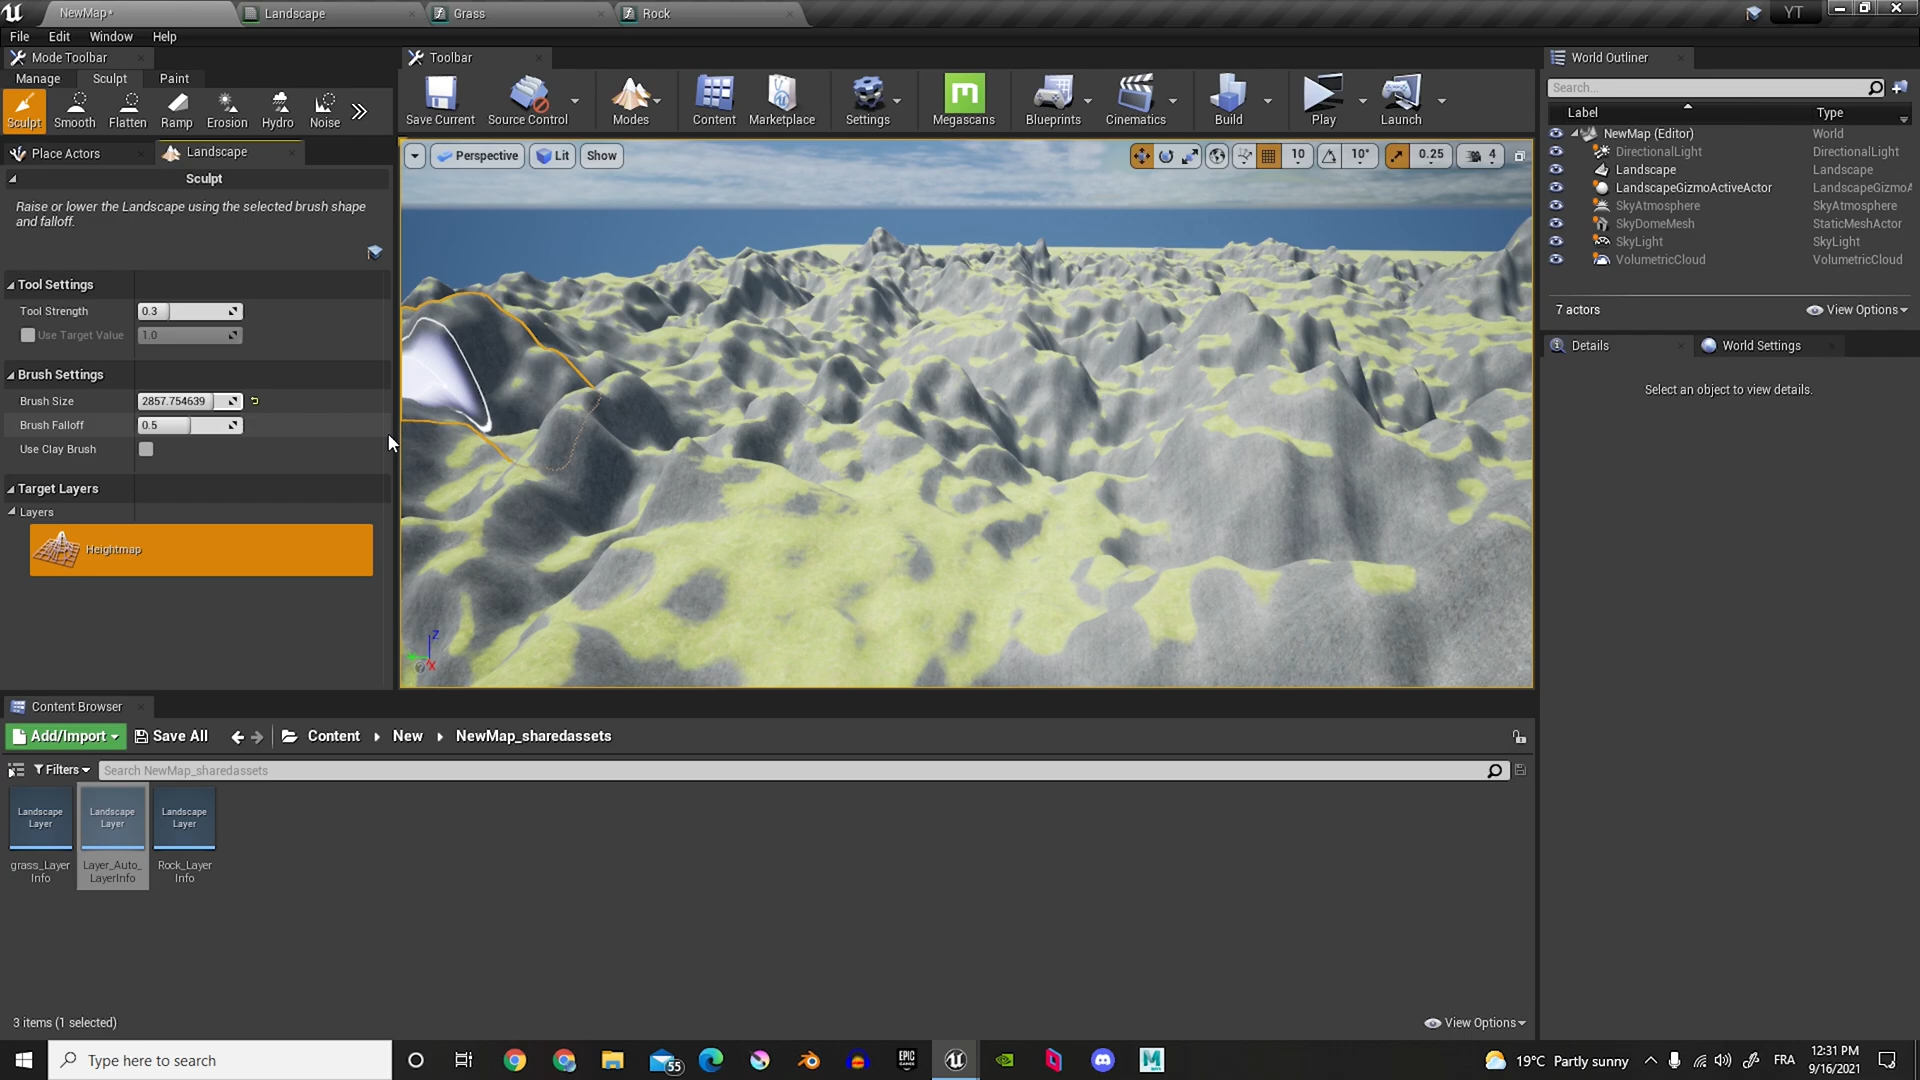 NewMap*
Landscape
Grass
Rock
YT
File
Edit
Window
Help
Mode Toolbar
Manage
Sculpt
Paint
Sculpt
Smooth
Flatten
Ramp
Erosion
Hydro
Noise
Place Actors
Landscape
Sculpt
Raise or lower the Landscape using the selected brush shape
and falloff.
Tool Settings
Tool Strength
0.3
Use Target Value
1.0
Brush Settings
Brush Size
2857.754639
Brush Falloff
0.5
Use Clay Brush
Target Layers
Layers
Heightmap
Toolbar
Save Current
Source Control
Modes
Content
Marketplace
Settings
Megascans
Blueprints
Cinematics
Build
Play
Launch
Perspective
Lit
Show
10
10°
0.25
4
Z
X
World Outliner
Search...
Label
Type
NewMap (Editor)
World
DirectionalLight
DirectionalLight
Landscape
Landscape
LandscapeGizmoActiveActor
LandscapeGizmoA
SkyAtmosphere
SkyAtmosphere
SkyDomeMesh
StaticMeshActor
SkyLight
SkyLight
VolumetricCloud
VolumetricCloud
7 actors
View Options
Details
World Settings
Select an object to view details.
Content Browser
Add/Import
Save All
Content
New
NewMap_sharedassets
Filters
Search NewMap_sharedassets
Landscape
Layer
Landscape
Layer
Landscape
Layer
grass_Layer
Info
Layer_Auto_
LayerInfo
Rock_Layer
Info
3 items (1 selected)
View Options
Type here to search
55
EPIC
GAMES
M
19°C Partly sunny
FRA
12:31 PM
9/16/2021